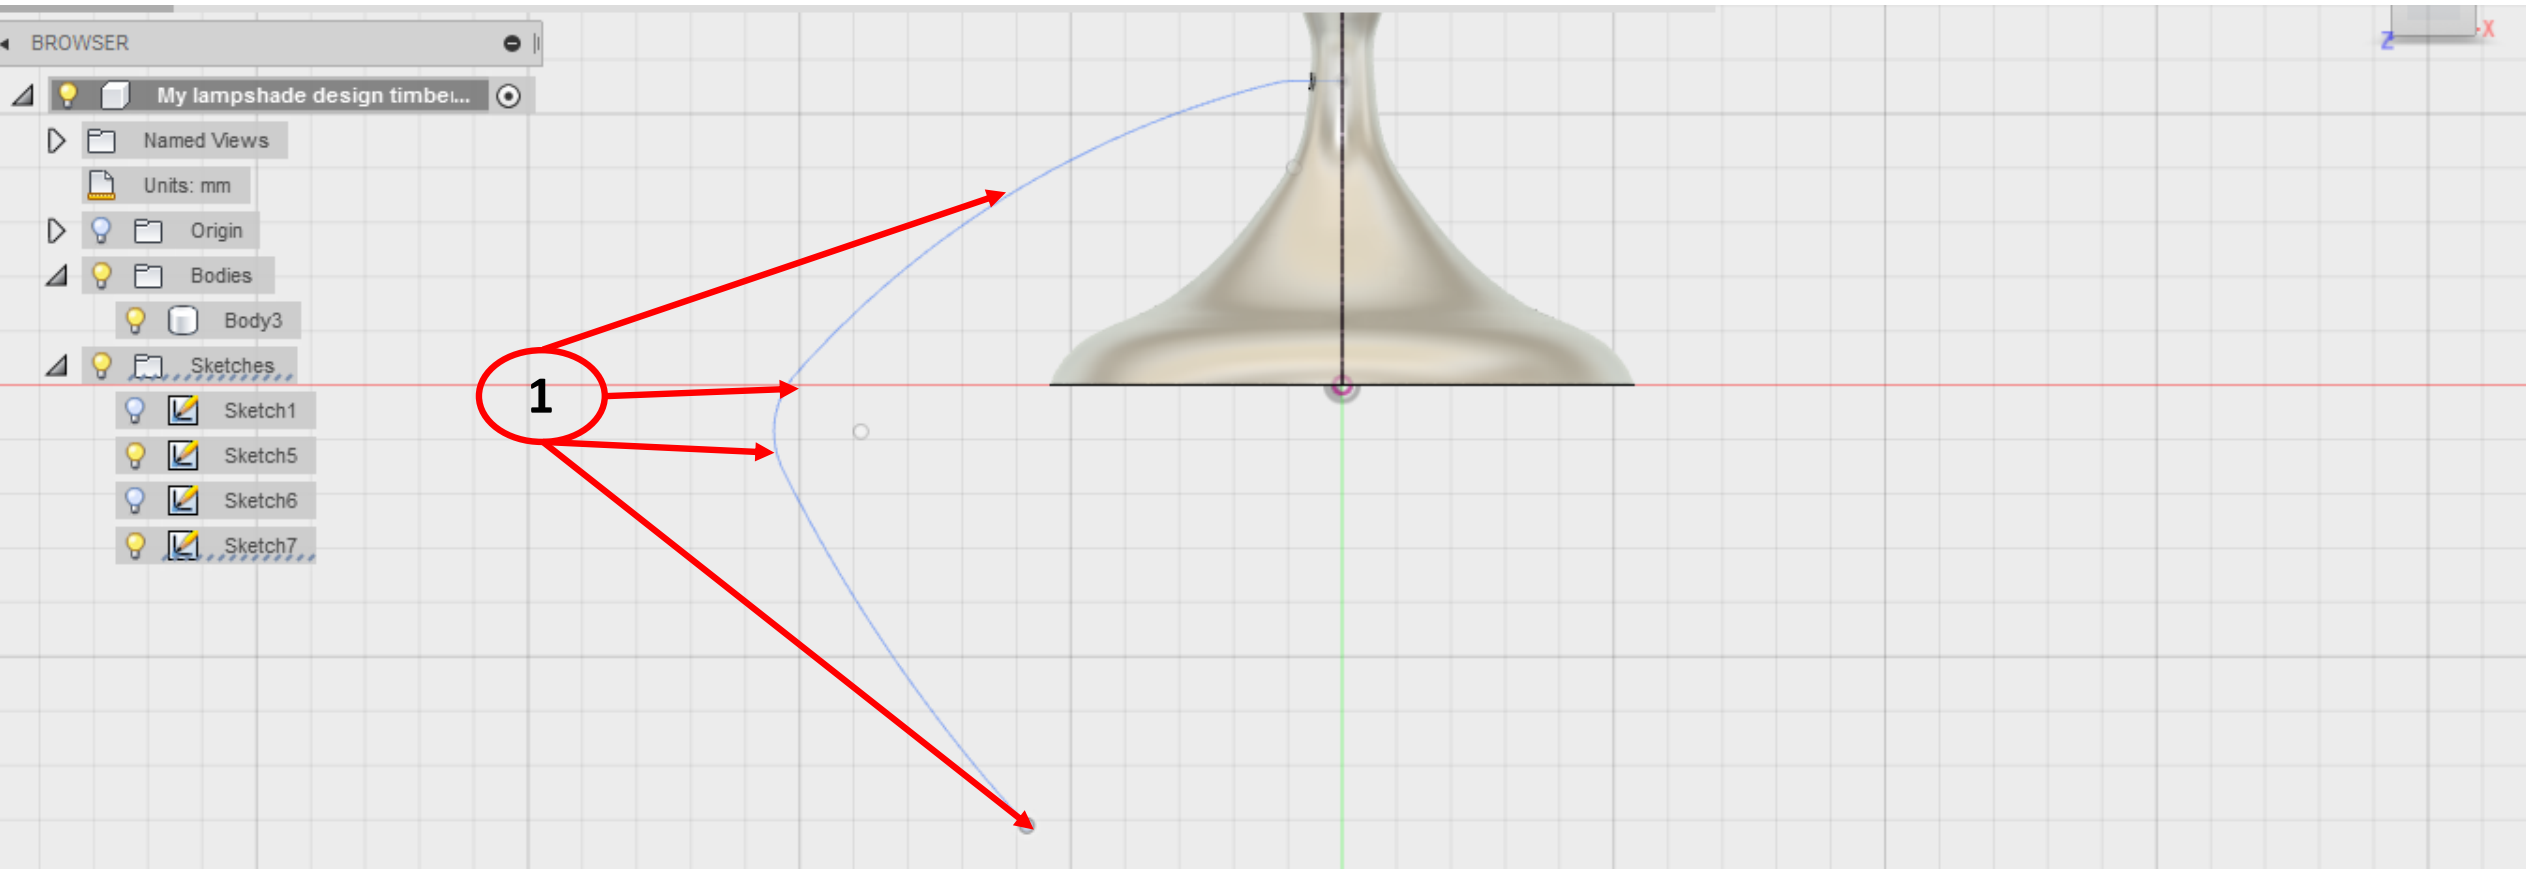 BROWSER
My lampshade design timbe...
Named Views
Units: mm
Origin
Bodies
Body3
Sketches
Sketch1
Sketch5
Sketch6
Sketch7
1
Z
X